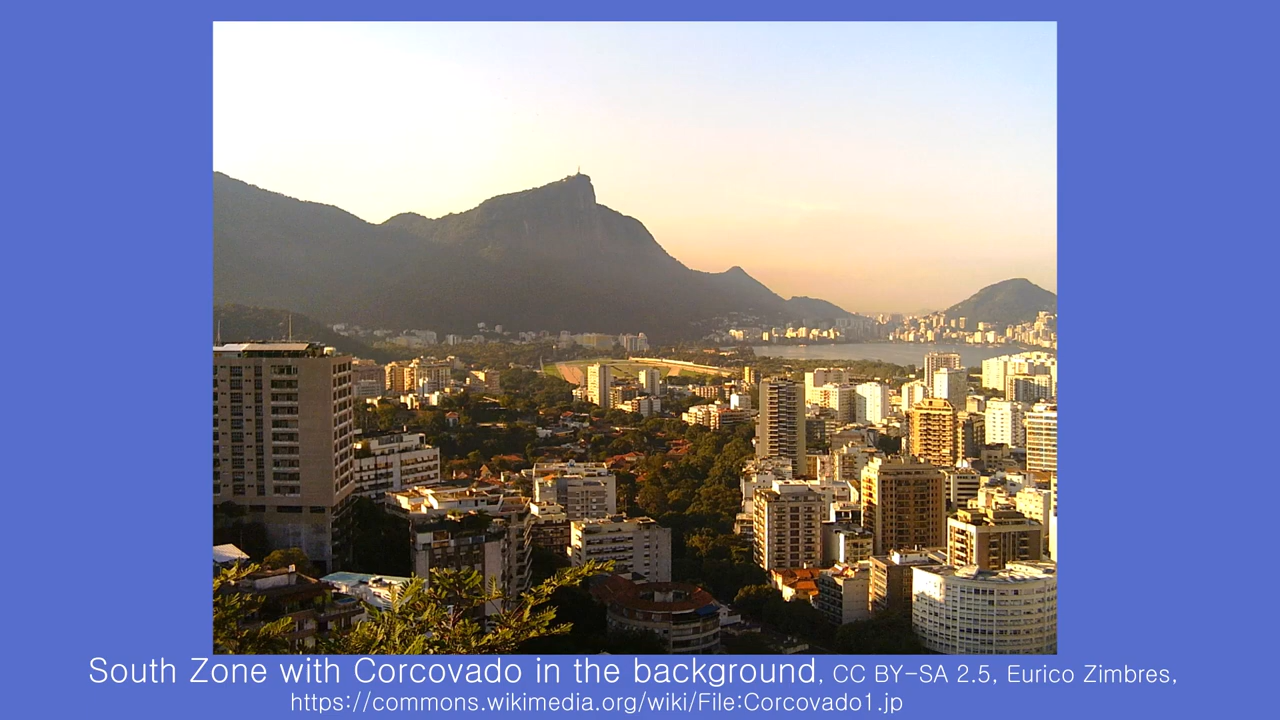 South Zone with Corcovado in the background, CC BY-SA 2.5, Eurico Zimbres,
https://commons.wikimedia.org/wiki/File:Corcovado1.jp